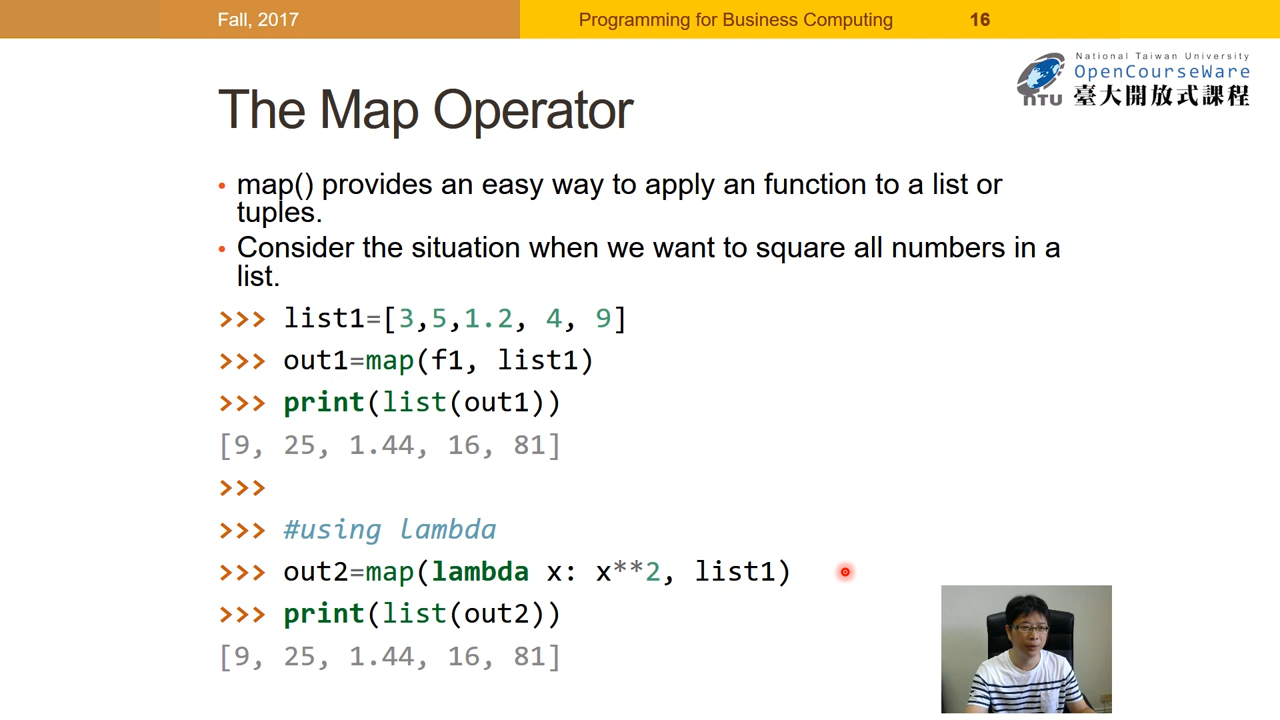 Fall, 2017
Programming for Business Computing
16
National Taiwan University
OpenCourseWare
NTU
臺大開放式課程
The Map Operator
• map() provides an easy way to apply an function to a list or
tuples.
• Consider the situation when we want to square all numbers in a
list.
>>> list1=[3,5,1.2, 4, 9]
>>> out1=map(f1, list1)
>>> print(list(out1))
[9, 25, 1.44, 16, 81]
>>>
>>> #using lambda
>>> out2=map(lambda x: x**2, list1)
>>> print(list(out2))
[9, 25, 1.44, 16, 81]